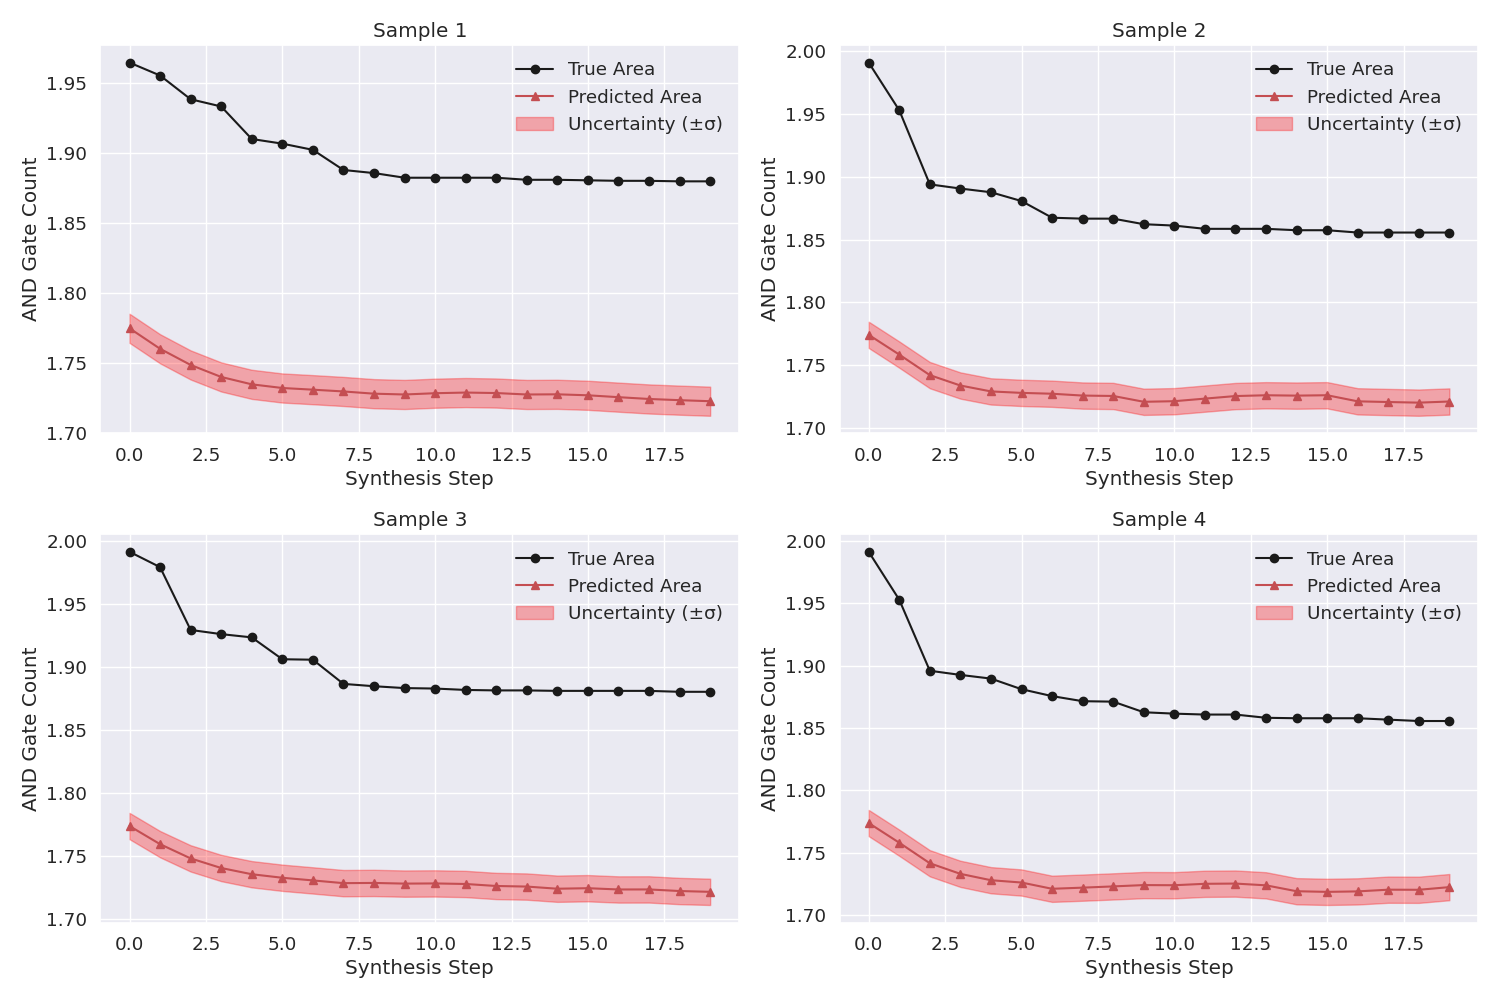 Sample 1
AND Gate Count
1.95
1.90
1.85
1.80
1.75
1.70
True Area
Predicted Area
Uncertainty (±σ)
0.0 2.5 5.0 7.5 10.0 12.5 15.0 17.5
Synthesis Step
Sample 2
AND Gate Count
2.00
1.95
1.90
1.85
1.80
1.75
1.70
True Area
Predicted Area
Uncertainty (±σ)
0.0 2.5 5.0 7.5 10.0 12.5 15.0 17.5
Synthesis Step
Sample 3
AND Gate Count
2.00
1.95
1.90
1.85
1.80
1.75
1.70
True Area
Predicted Area
Uncertainty (±σ)
0.0 2.5 5.0 7.5 10.0 12.5 15.0 17.5
Synthesis Step
Sample 4
AND Gate Count
2.00
1.95
1.90
1.85
1.80
1.75
1.70
True Area
Predicted Area
Uncertainty (±σ)
0.0 2.5 5.0 7.5 10.0 12.5 15.0 17.5
Synthesis Step